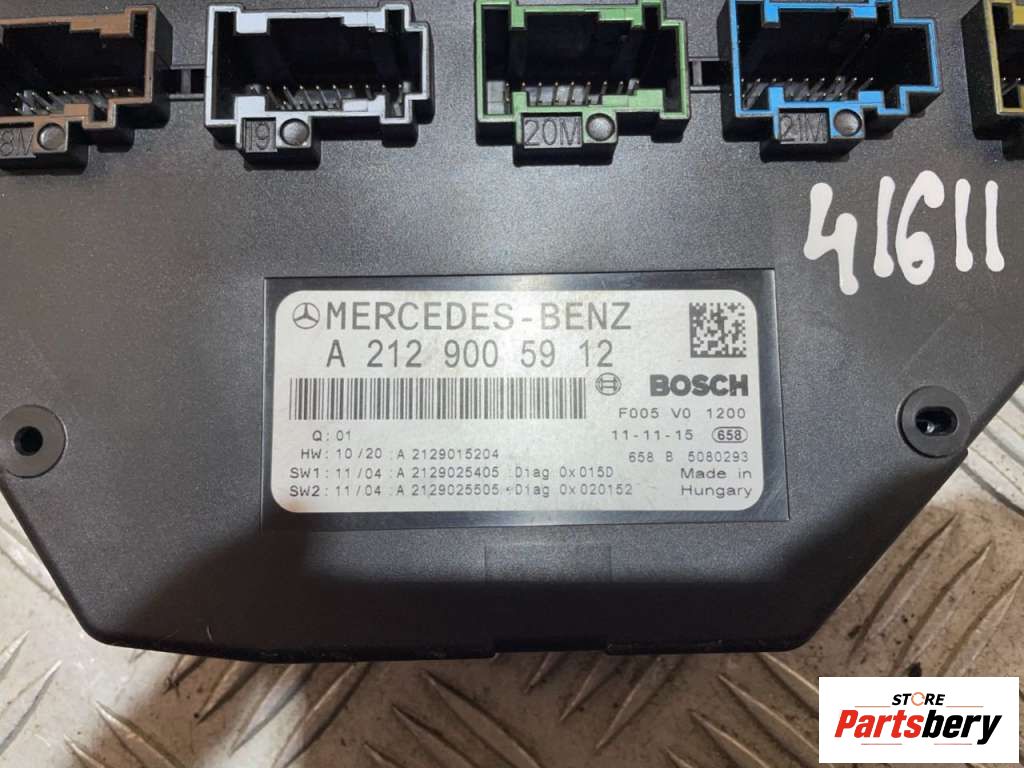 8M
19
20M
21M
41611
MERCEDES-BENZ
A 212 900 59 12
BOSCH
F005 V0 1200
Q: 01
11-11-15 658
HW: 10/20 :A 2129015204
658 B 5080293
SW1: 11/04 :A 2129025405 :Diag 0x015D
Made in
SW2: 11/04 :A 2129025505 :Diag 0x020152
Hungary
STORE
Partsbery